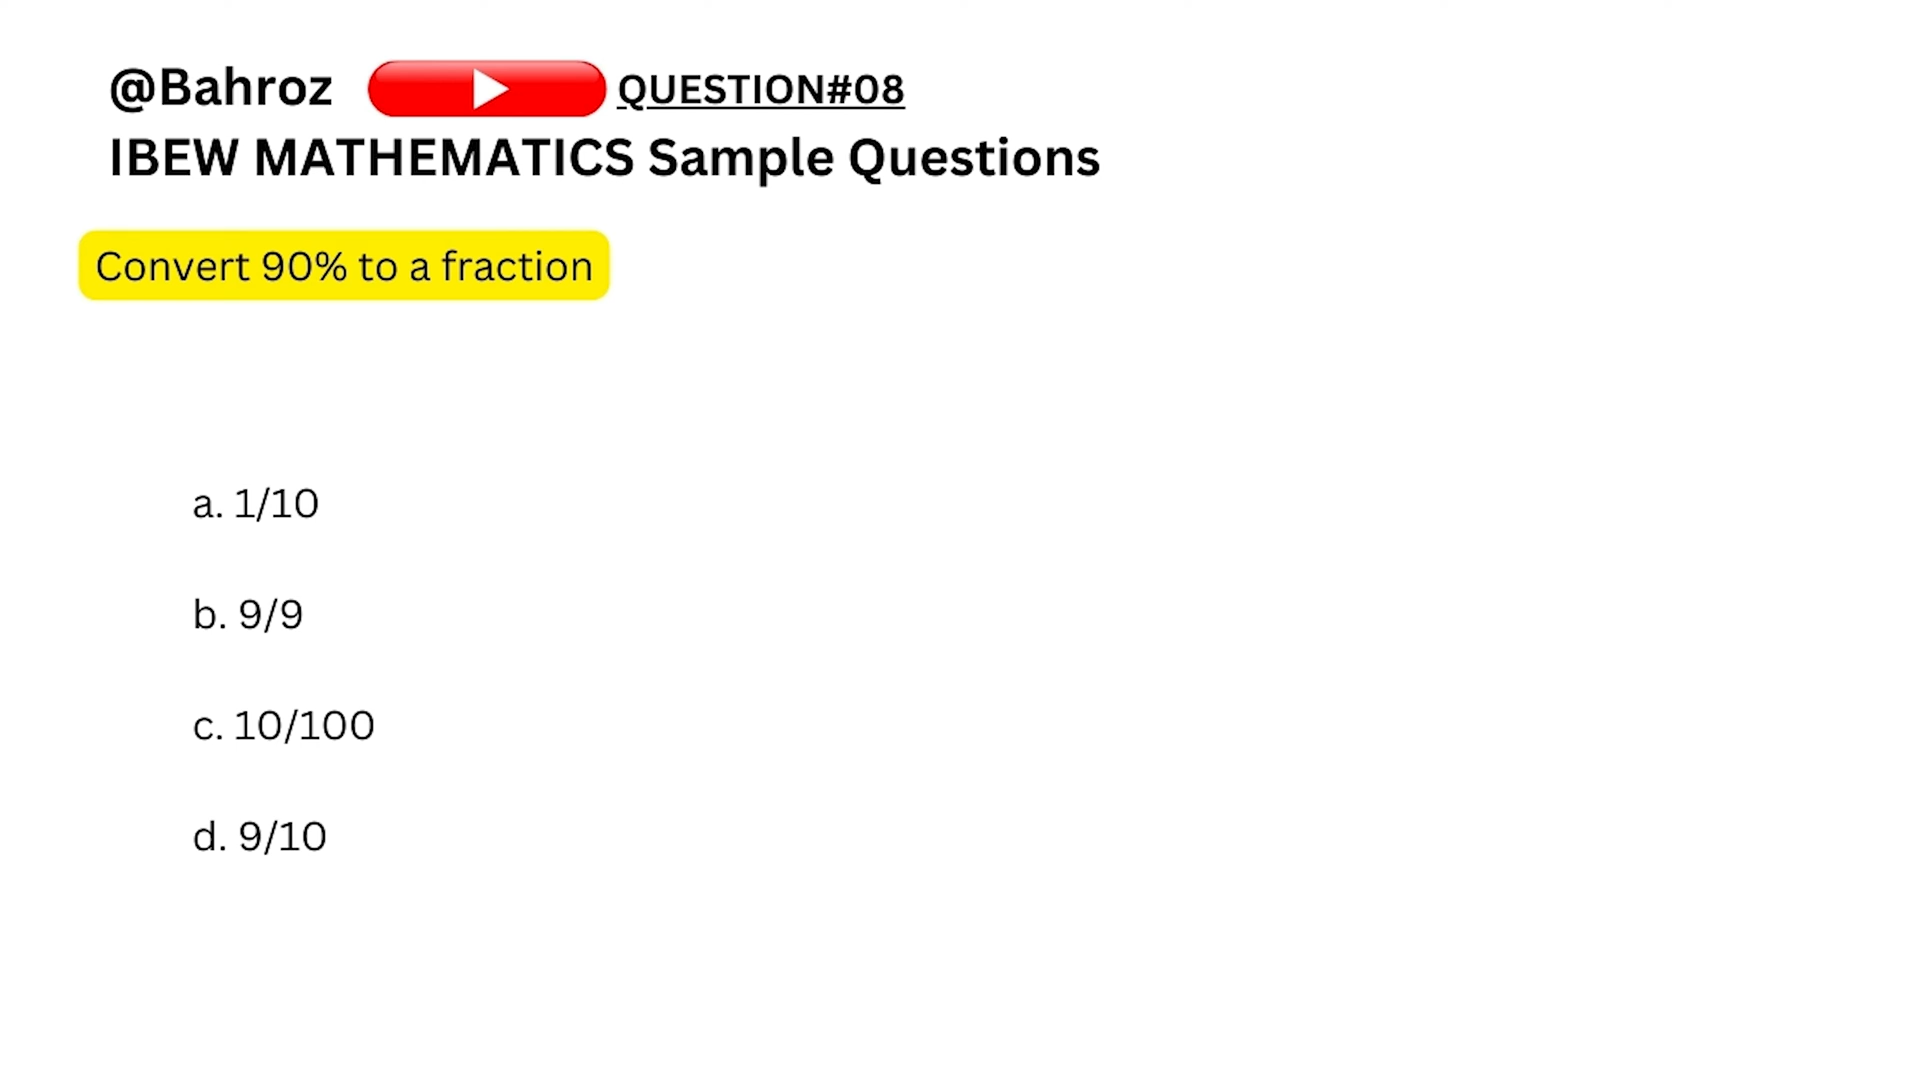 @Bahroz QUESTION#08
IBEW MATHEMATICS Sample Questions
Convert 90% to a fraction
a. 1/10
b. 9/9
c. 10/100
d. 9/10